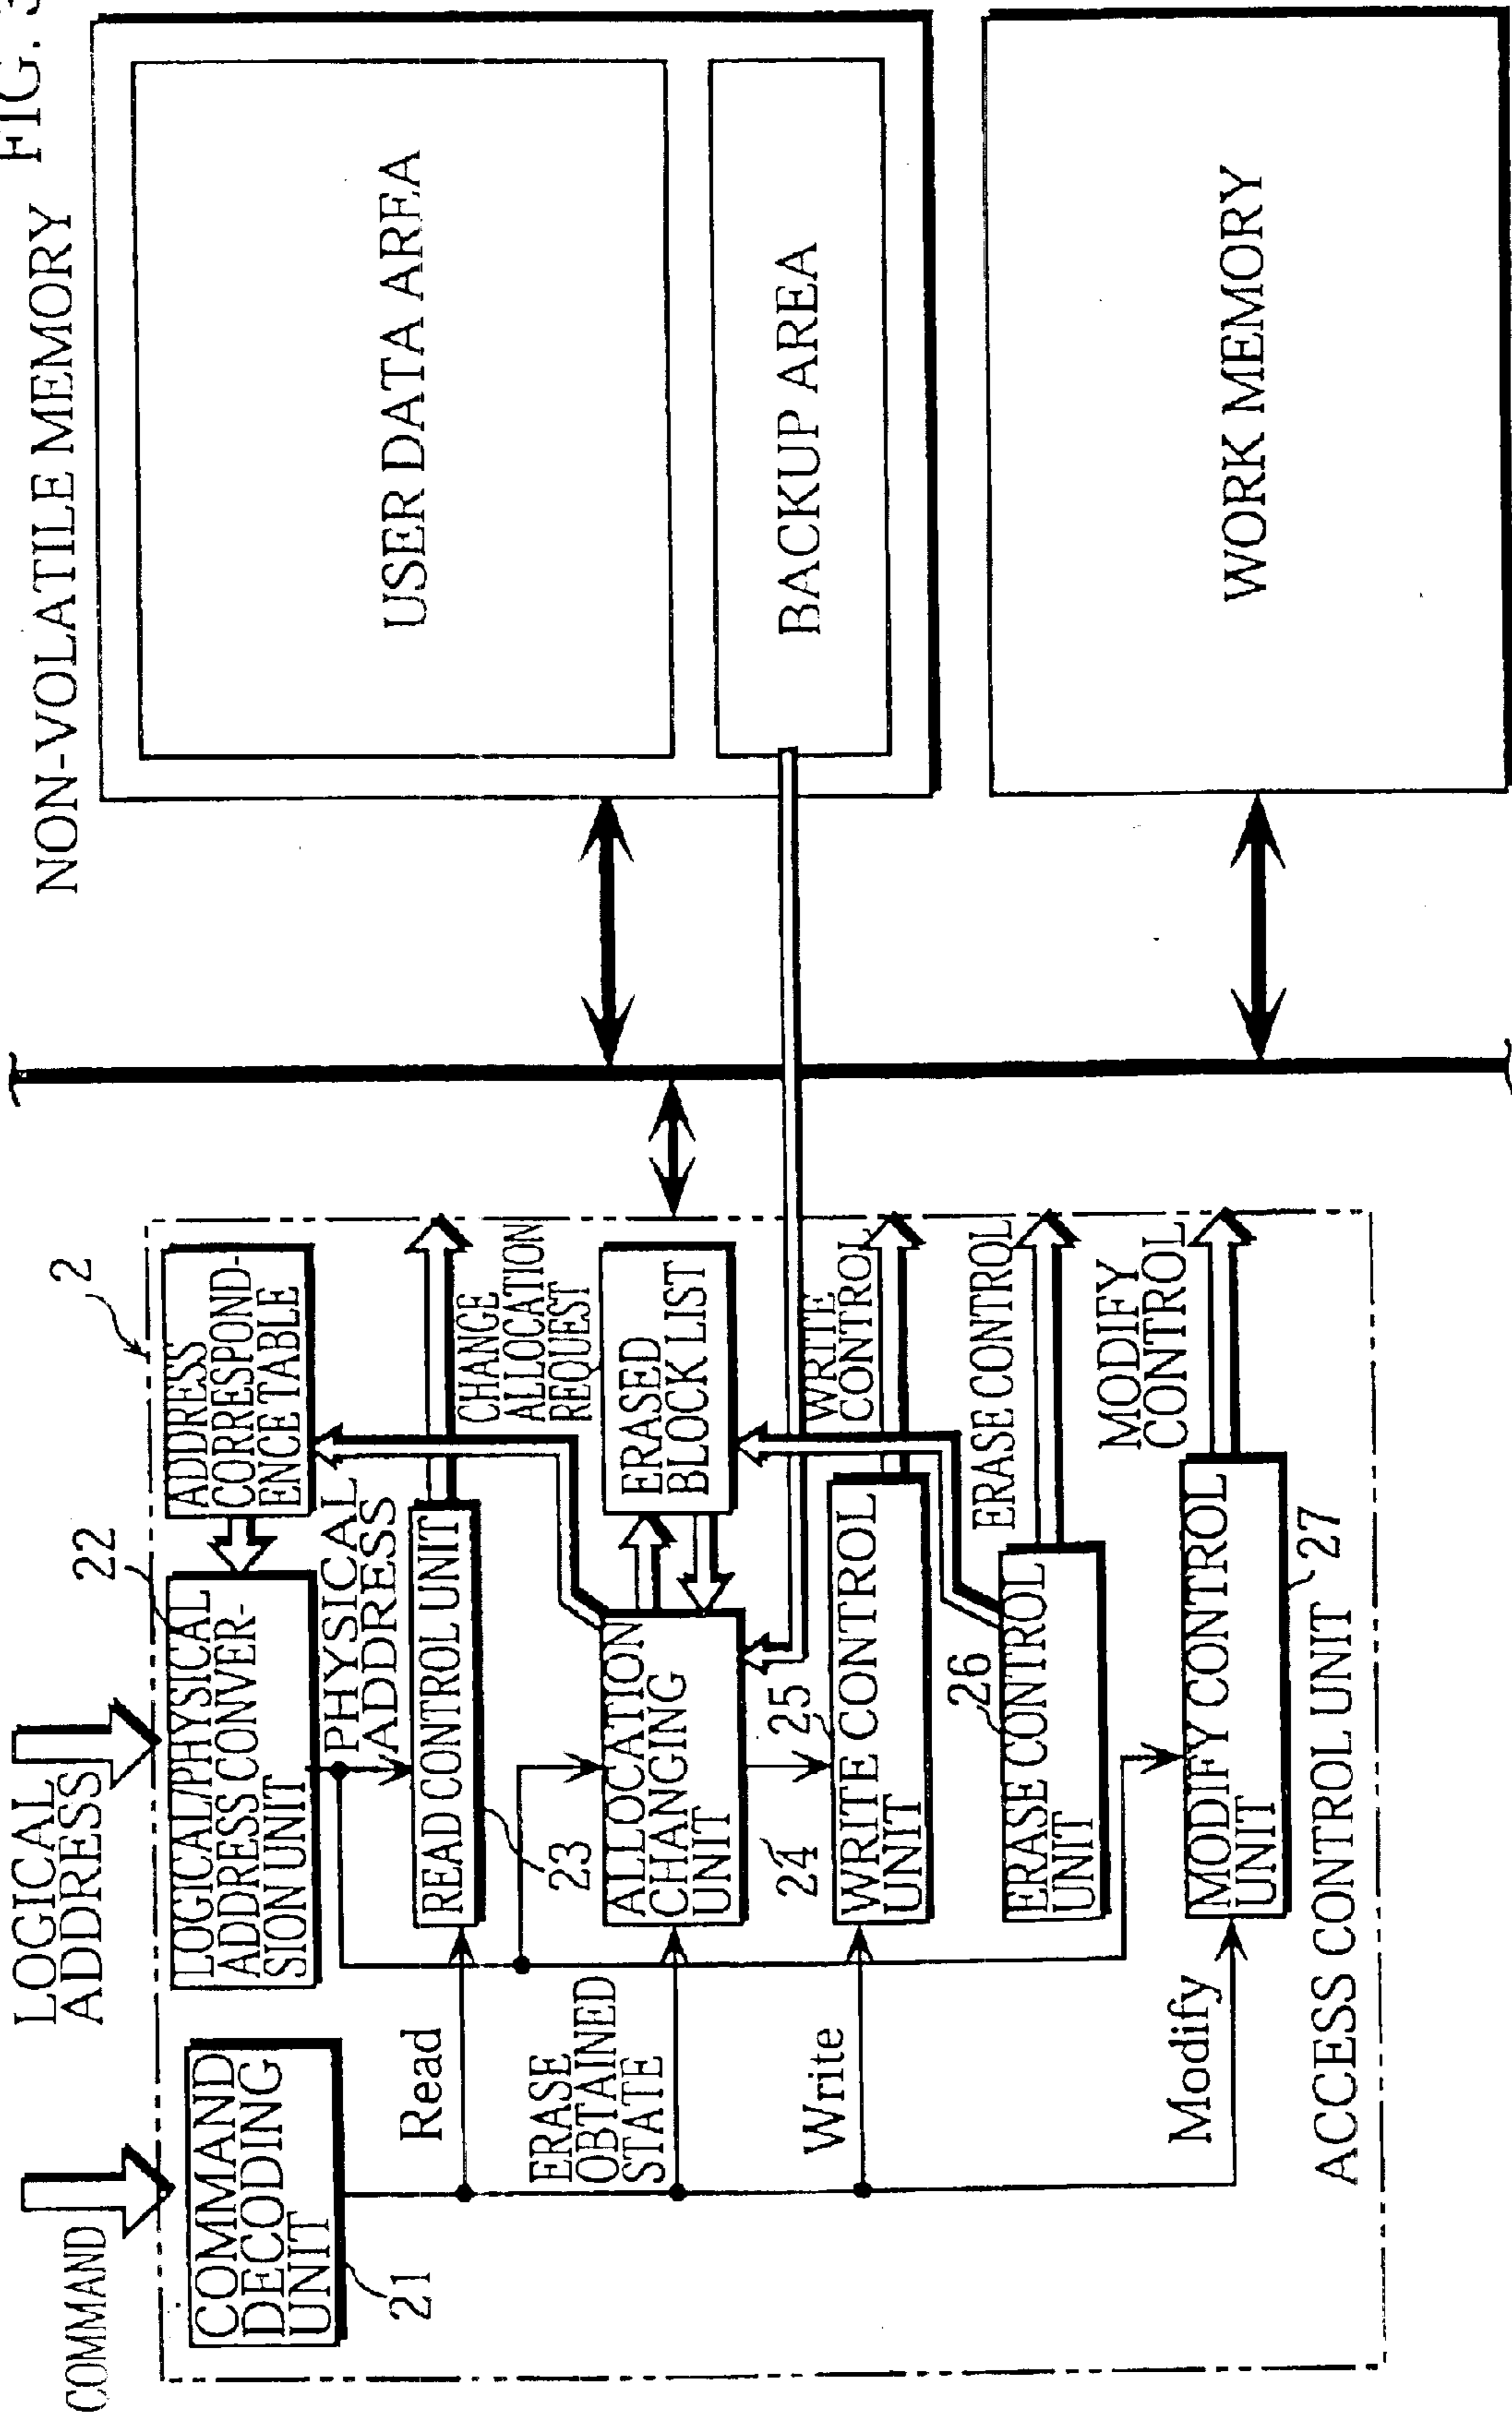 FIG. 3
NON-VOLATILE MEMORY
USER DATA AREA
BACKUP AREA
WORK MEMORY
COMMAND
LOGICAL
ADDRESS
2
COMMAND
DECODING
UNIT
21
22
LOGICAL/PHYSICAL
ADDRESS CONVER-
SION UNIT
ADDRESS
CORRESPOND-
ENCE TABLE
PHYSICAL
ADDRESS
Read
READ CONTROL UNIT
23
CHANGE
ALLOCATION
REQUEST
ERASE
OBTAINED
STATE
ALLOCATION
CHANGING
UNIT
24
ERASED
BLOCK LIST
Write
25
WRITE CONTROL
UNIT
WRITE
CONTROL
26
ERASE CONTROL
UNIT
ERASE CONTROL
Modify
MODIFY CONTROL
UNIT
27
MODIFY
CONTROL
ACCESS CONTROL UNIT